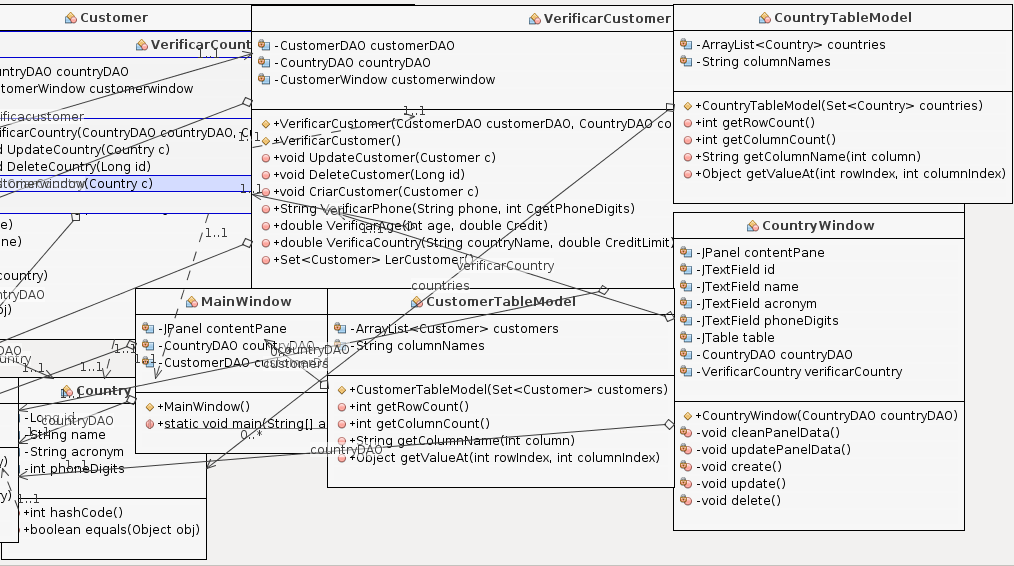 Customer
VerificarCount
ntryDAO countryDAO
tomerWindow customerwindow
ificacustomer
ificarCountry(CountryDAO countryDAO, C
d UpdateCountry(Country c)
d DeleteCountry(Long id)
(Country c)
e)
ne)
country)
ntryDAO
oj)
VerificarCustomer
-CustomerDAO customerDAO
-CountryDAO countryDAO
-CustomerWindow customerwindow
+VerificarCustomer(CustomerDAO customerDAO, CountryDAO co
+VerificarCustomer()
+void UpdateCustomer(Customer c)
+void DeleteCustomer(Long id)
+void CriarCustomer(Customer c)
+String VerificarPhone(String phone, int CgetPhoneDigits)
+double VerificarAge(int age, double Credit)
+double VerificaCountry(String countryName, double CreditLimit)
+Set<Customer> LerCustomer()
CountryTableModel
-ArrayList<Country> countries
-String columnNames
+CountryTableModel(Set<Country> countries)
+int getRowCount()
+int getColumnCount()
+String getColumnName(int column)
+Object getValueAt(int rowIndex, int columnIndex)
CountryWindow
-JPanel contentPane
-JTextField id
-JTextField name
-JTextField acronym
-JTextField phoneDigits
-JTable table
-CountryDAO countryDAO
-VerificarCountry verificarCountry
+CountryWindow(CountryDAO countryDAO)
-void cleanPanelData()
-void updatePanelData()
-void create()
-void update()
-void delete()
MainWindow
-JPanel contentPane
-CountryDAO countryDAO
-CustomerDAO
+MainWindow()
+static void main(String[] a
CustomerTableModel
-ArrayList<Customer> customers
-String columnNames
+CustomerTableModel(Set<Customer> customers)
+int getRowCount()
+int getColumnCount()
+String getColumnName(int column)
+Object getValueAt(int rowIndex, int columnIndex)
Country
-Long id
-String name
-String acronym
-int phoneDigits
+int hashCode()
+boolean equals(Object obj)
verificarCountry
countries
countryDAO
customers
countryDAO
countryDAO
0..*
1..1
1..1
1..1
1..1
1..1
1..1
1..1
1..1
1..1